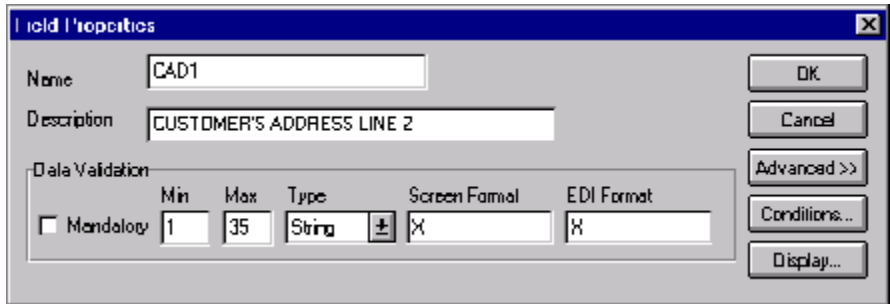 Field Properties
Name CAD1 OK
Description CUSTOMER'S ADDRESS LINE 2 Cancel
Data Validation Advanced >>
Min Max Type Screen Format EDI Format
Mandatory 1 35 String X X Conditions...
Display...